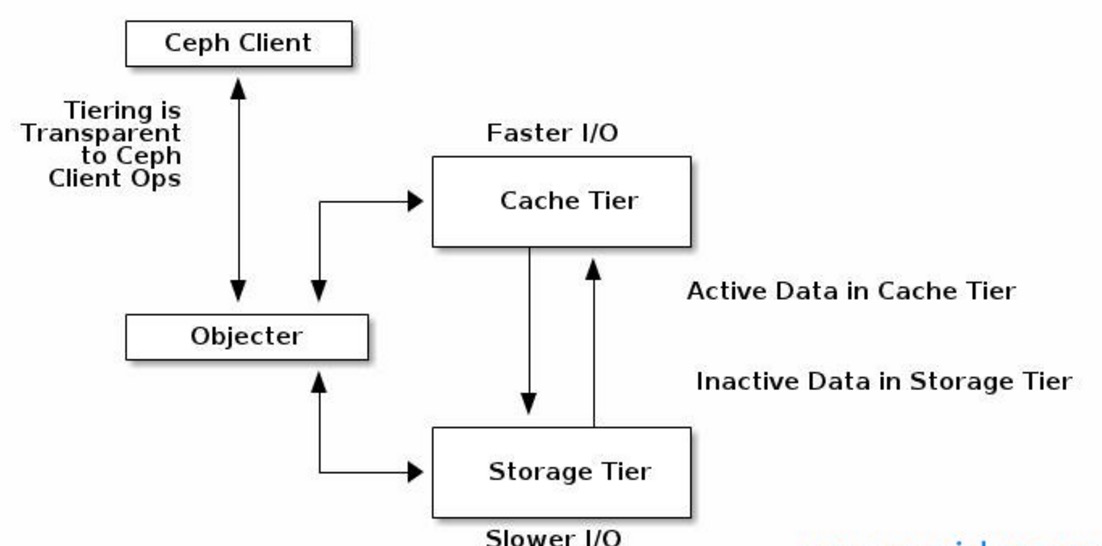 Ceph Client
Tiering is
Transparent
to Ceph
Client Ops
Faster I/O
Cache Tier
Active Data in Cache Tier
Objecter
Inactive Data in Storage Tier
Storage Tier
Slower I/O